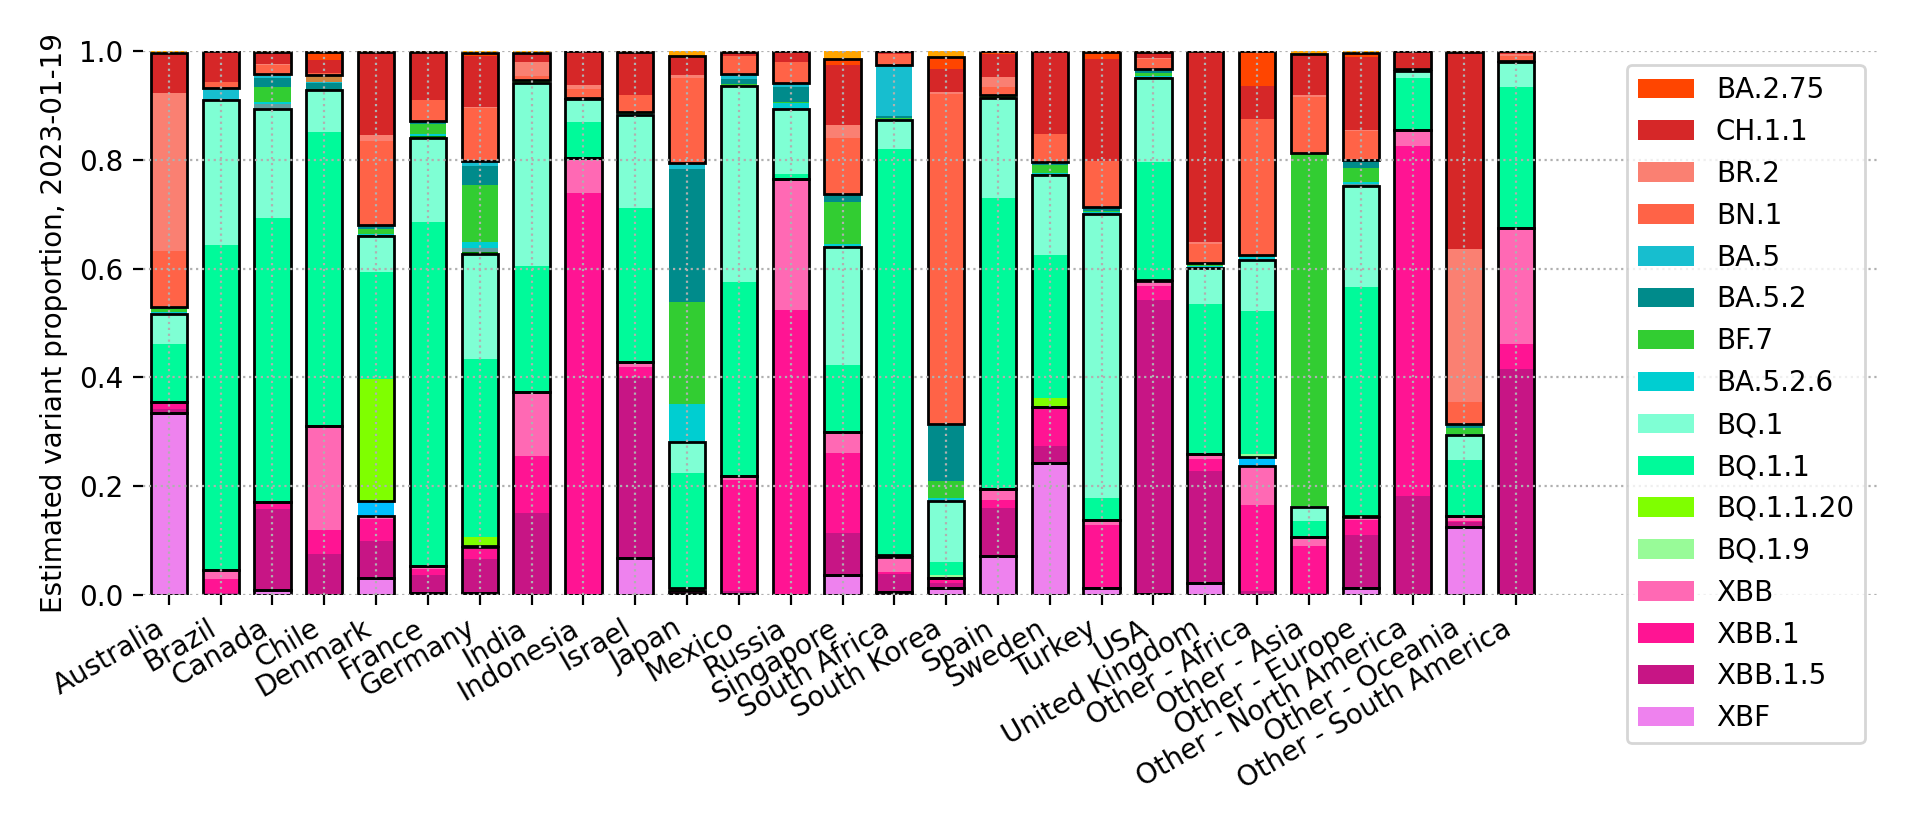 Estimated variant proportion, 2023-01-19
1.0
0.8
0.6
0.4
0.2
0.0
Australia
Brazil
Canada
Chile
Denmark
France
Germany
India
Indonesia
Israel
Japan
Mexico
Russia
Singapore
South Africa
South Korea
Spain
Sweden
Turkey
USA
United Kingdom
Other - Africa
Other - Asia
Other - Europe
Other - North America
Other - Oceania
Other - South America
BA.2.75
CH.1.1
BR.2
BN.1
BA.5
BA.5.2
BF.7
BA.5.2.6
BQ.1
BQ.1.1
BQ.1.1.20
BQ.1.9
XBB
XBB.1
XBB.1.5
XBF